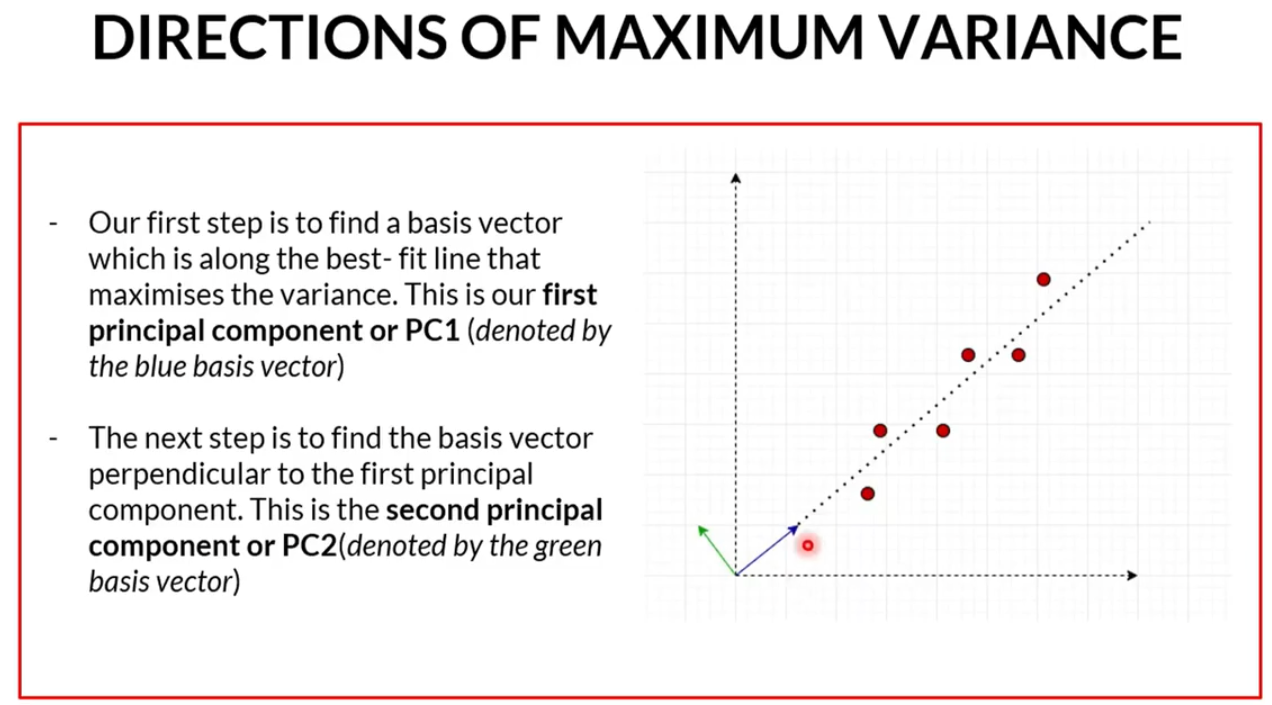 DIRECTIONS OF MAXIMUM VARIANCE
- Our first step is to find a basis vector
which is along the best- fit line that
maximises the variance. This is our first
principal component or PC1 (denoted by
the blue basis vector)
- The next step is to find the basis vector
perpendicular to the first principal
component. This is the second principal
component or PC2(denoted by the green
basis vector)